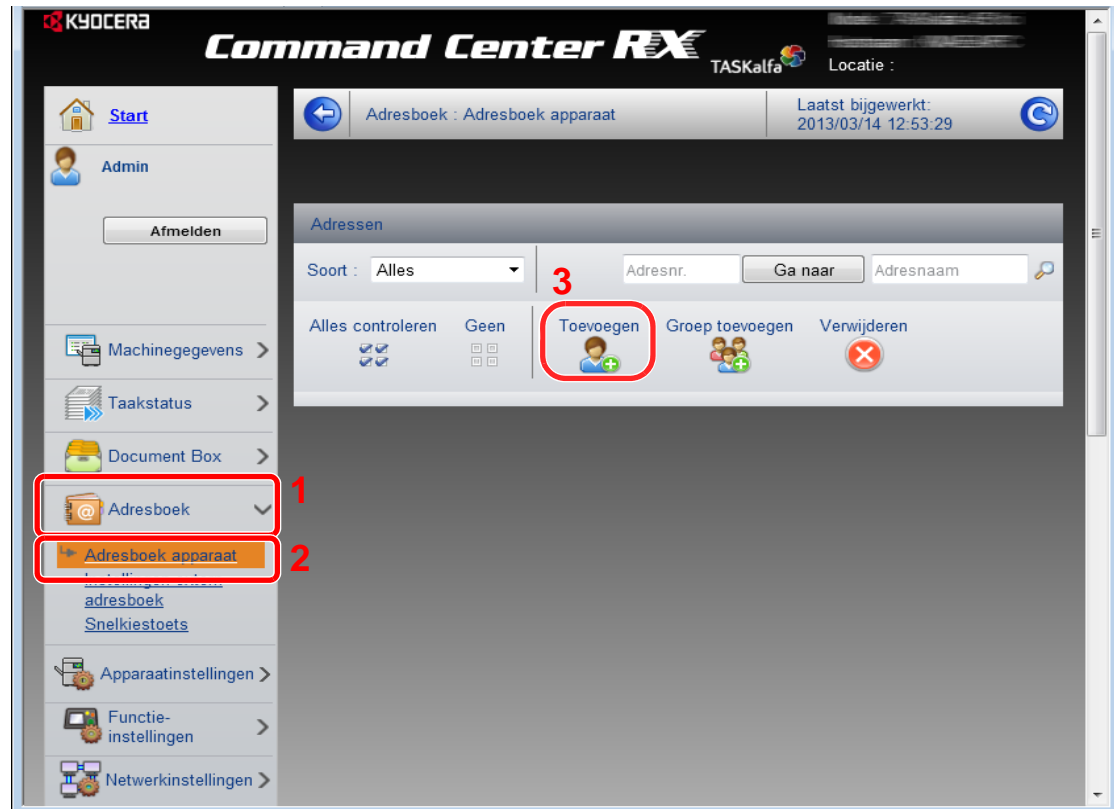 KYOCERA
Command Center RX
TASKalfa
Locatie :
Start
Adresboek : Adresboek apparaat
Laatst bijgewerkt:
2013/03/14 12:53:29
Admin
Afmelden
Adressen
Soort :
Alles
3
Adresnr.
Ga naar
Adresnaam
Alles controleren
Geen
Toevoegen
Groep toevoegen
Verwijderen
Machinegegevens
Taakstatus
Document Box
1
Adresboek
2
Adresboek apparaat
Instellingen extern
adresboek
Snelkiestoets
Apparaatinstellingen
Functie-
instellingen
Netwerkinstellingen